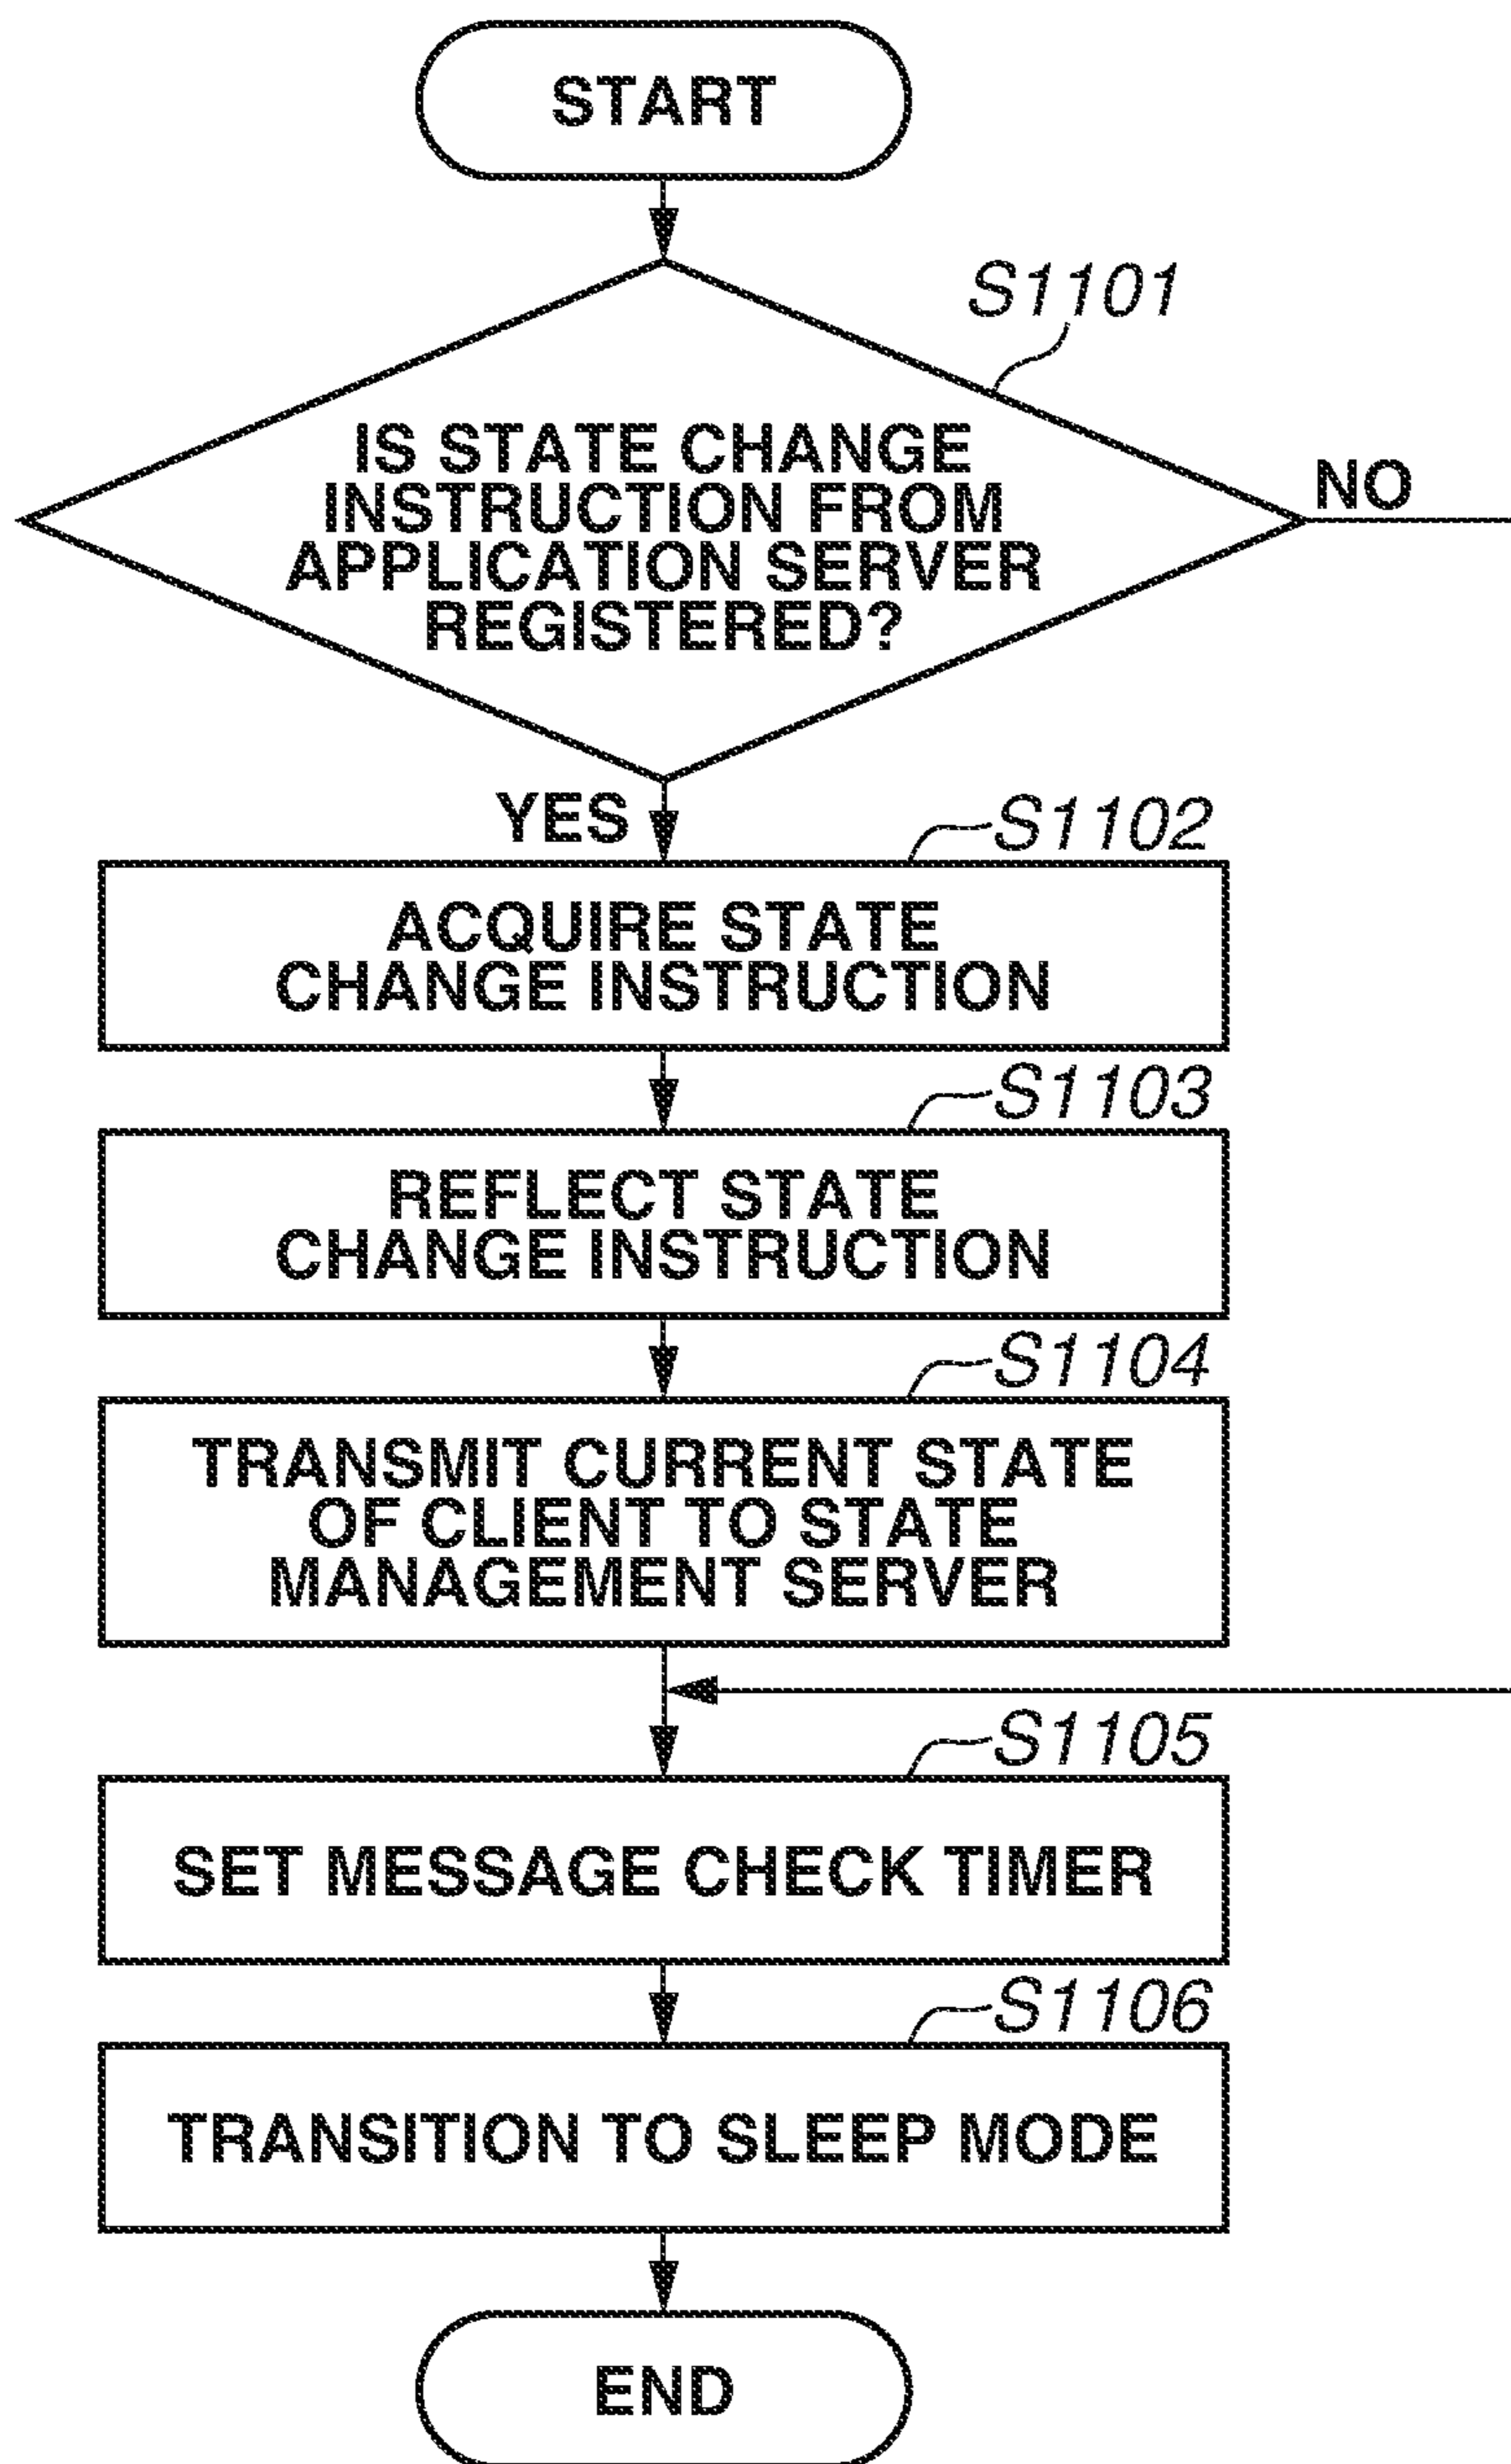 START
S1101
IS STATE CHANGE
INSTRUCTION FROM
APPLICATION SERVER
REGISTERED?
NO
YES
S1102
ACQUIRE STATE
CHANGE INSTRUCTION
S1103
REFLECT STATE
CHANGE INSTRUCTION
S1104
TRANSMIT CURRENT STATE
OF CLIENT TO STATE
MANAGEMENT SERVER
S1105
SET MESSAGE CHECK TIMER
S1106
TRANSITION TO SLEEP MODE
END